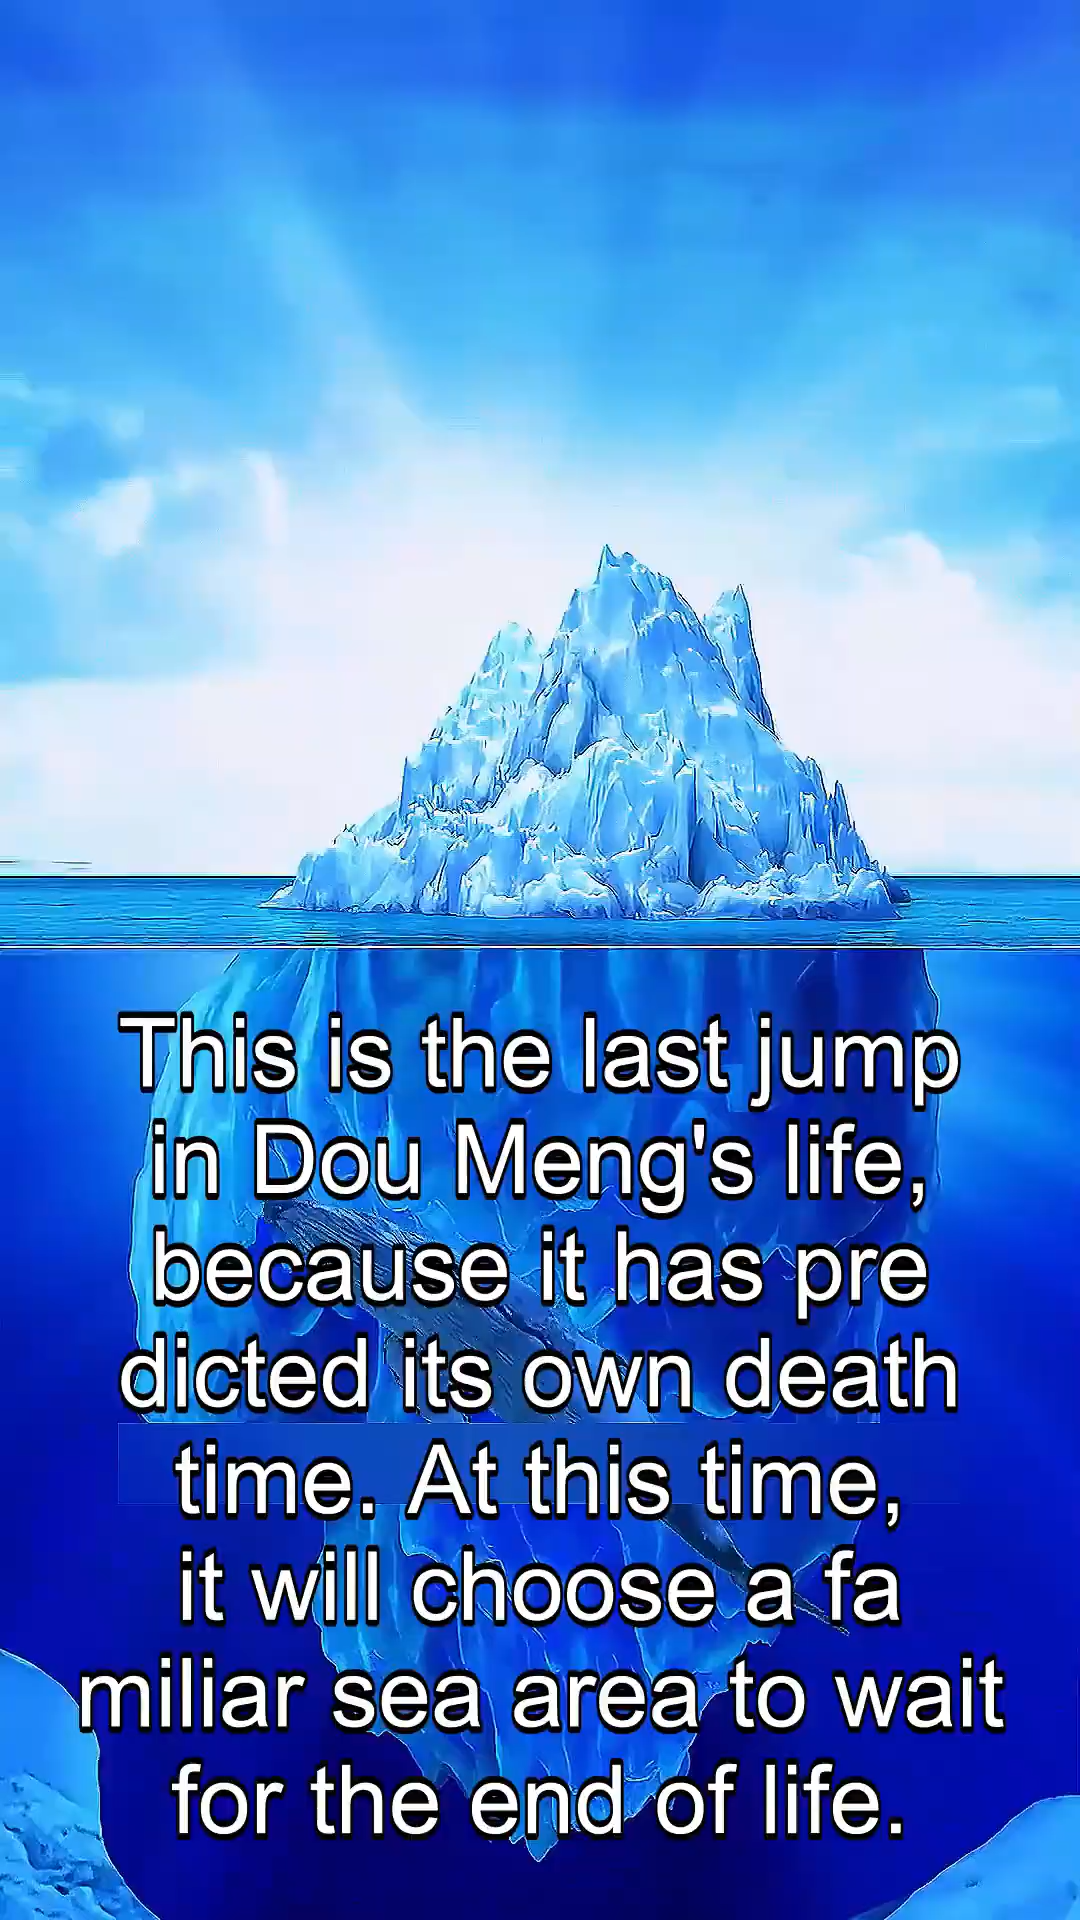 This is the last jump
in Dou Meng's life,
because it has pre
dicted its own death
time. At this time,
it will choose a fa
miliar sea area to wait
for the end of life.